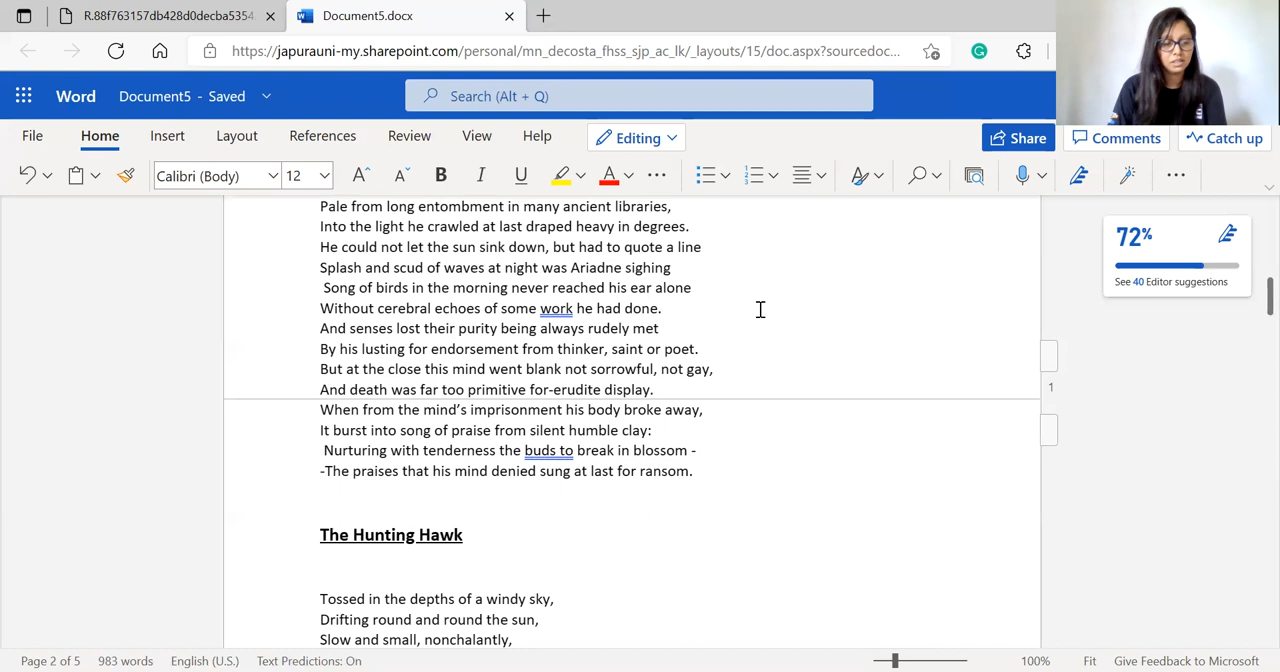 R.88f763157db428d0decba5354
Document5.docx
https://japurauni-my.sharepoint.com/personal/mn_decosta_fhss_sjp_ac_lk/_layouts/15/doc.aspx?sourcedoc...
Word
Document5 - Saved
Search (Alt + Q)
File Home Insert Layout References Review View Help Editing Share Comments Catch up
Calibri (Body) 12
Pale from long entombment in many ancient libraries,
Into the light he crawled at last draped heavy in degrees.
He could not let the sun sink down, but had to quote a line
Splash and scud of waves at night was Ariadne sighing
Song of birds in the morning never reached his ear alone
Without cerebral echoes of some work he had done.
And senses lost their purity being always rudely met
By his lusting for endorsement from thinker, saint or poet.
But at the close this mind went blank not sorrowful, not gay,
And death was far too primitive for-erudite display.
When from the mind’s imprisonment his body broke away,
It burst into song of praise from silent humble clay:
Nurturing with tenderness the buds to break in blossom -
-The praises that his mind denied sung at last for ransom.
The Hunting Hawk
Tossed in the depths of a windy sky,
Drifting round and round the sun,
Slow and small, nonchalantly,
72%
See 40 Editor suggestions
1
Page 2 of 5 983 words English (U.S.) Text Predictions: On 100% Fit Give Feedback to Microsoft